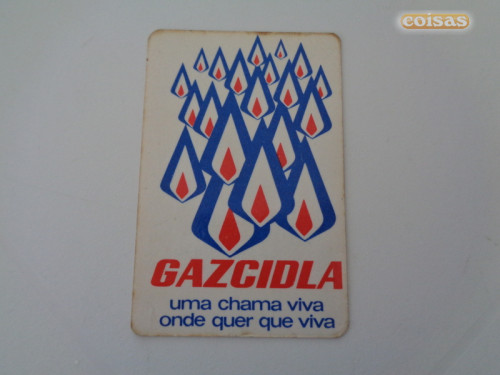 coisas
GAZCIDLA
uma chama viva
onde quer que viva